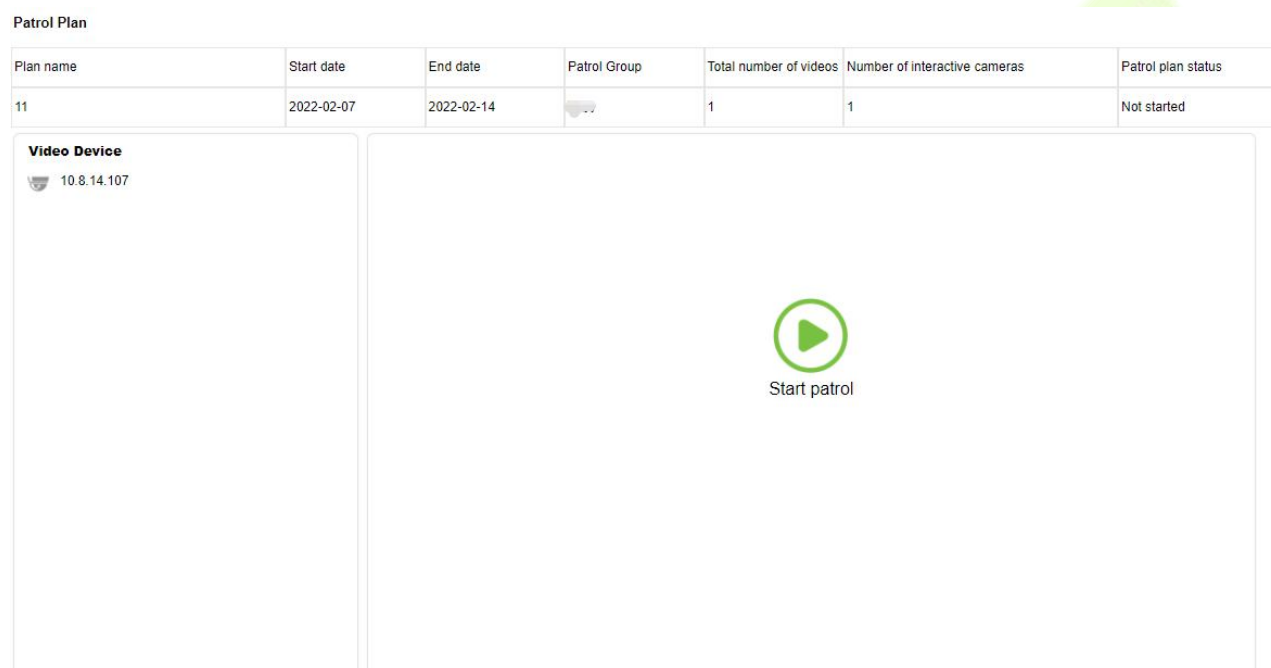 Patrol Plan
Plan name Start date End date Patrol Group Total number of videos Number of interactive cameras Patrol plan status
11 2022-02-07 2022-02-14 1 1 Not started
Video Device
10.8.14.107
Start patrol